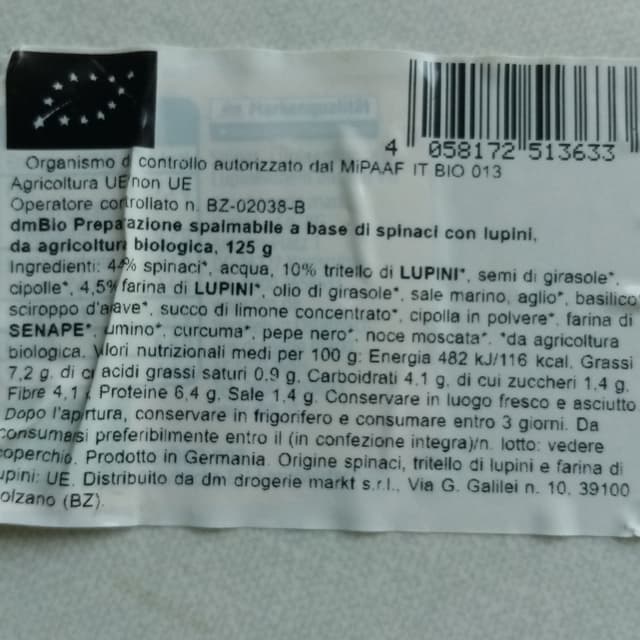 4 058172 513633
Organismo d controllo autorizzato dal MiPAAF IT BIO 013
Agricoltura UE non UE
Operatore controllato n. BZ-02038-B
dmBio Preparazione spalmabile a base di spinaci con lupini,
da agricoltura biologica, 125 g
Ingredienti: spinaci*, acqua, 10% tritello di LUPINI*, semi di girasole*,
cipolle*, 4,5% farina di LUPINI*, olio di girasole*, sale marino, aglio*, basilico
sciroppo d'agave*, succo di limone concentrato*, cipolla in polvere*, farina di
SENAPE*, umino*, curcuma*, pepe nero*, noce moscata*. *da agricoltura
biologica. Valori nutrizionali medi per 100 g: Energia 482 kJ/116 kcal, Grassi
7,2 g, di cui acidi grassi saturi 0,9 g, Carboidrati 4,1 g, di cui zuccheri 1,4 g,
Fibre 4,1 Proteine 6,4 g, Sale 1,4 g. Conservare in luogo fresco e asciutto
Dopo l'apertura, conservare in frigorifero e consumare entro 3 giorni. Da
consumarsi preferibilmente entro il (in confezione integra)/n. lotto: vedere
coperchio. Prodotto in Germania. Origine spinaci, tritello di lupini e farina di
upini: UE. Distribuito da dm drogerie markt s.r.l., Via G. Galilei n. 10, 39100
olzano (BZ).